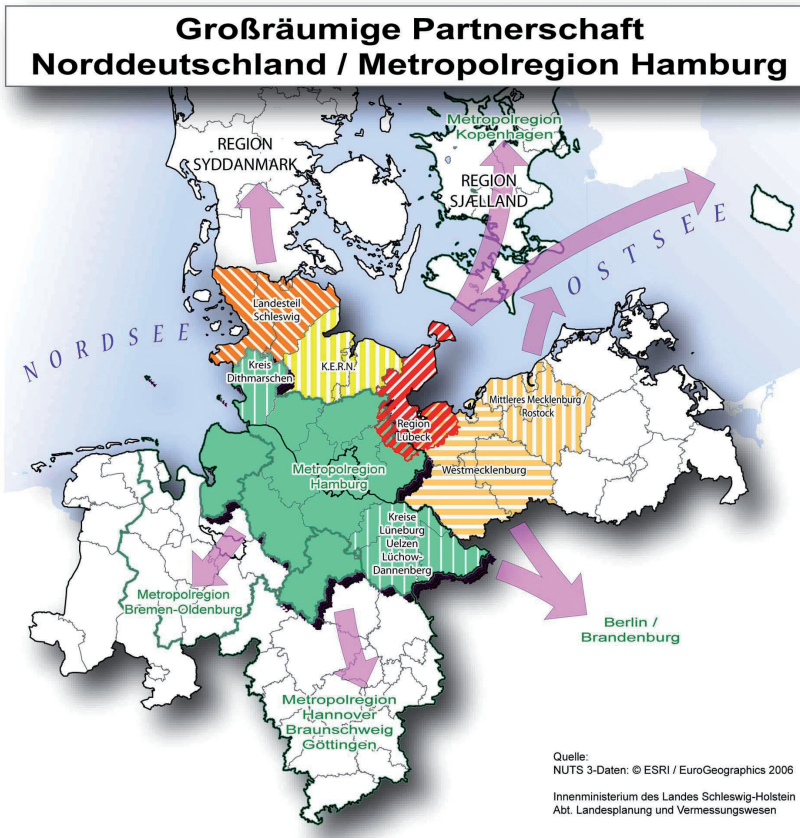 Großräumige Partnerschaft
Norddeutschland / Metropolregion Hamburg
Metropolregion
Kopenhagen
REGION
SYDDANMARK
REGION
SJÆLLAND
OSTSEE
NORDSEE
Landesteil
Schleswig
Kreis
Dithmarschen
K.E.R.N.
Mittleres Mecklenburg /
Rostock
Region
Lübeck
Metropolregion
Hamburg
Westmecklenburg
Kreise
Lüneburg
Uelzen
Lüchow-
Dannenberg
Metropolregion
Bremen-Oldenburg
Berlin /
Brandenburg
Metropolregion
Hannover
Braunschweig
Göttingen
Quelle:
NUTS 3-Daten: © ESRI / EuroGeographics 2006
Innenministerium des Landes Schleswig-Holstein
Abt. Landesplanung und Vermessungswesen